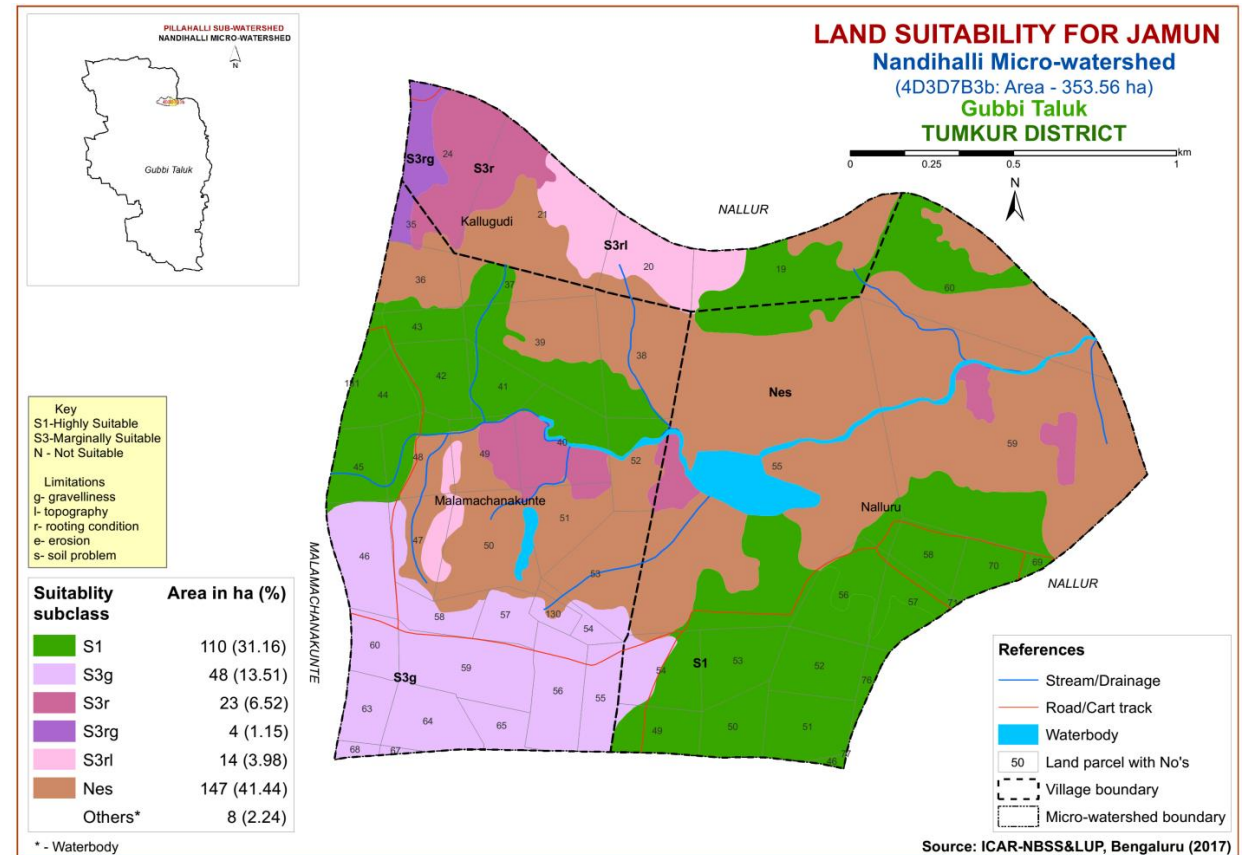 PILLAHALLI SUB-WATERSHED
NANDIHALLI MICRO-WATERSHED
N
Gubbi Taluk
LAND SUITABILITY FOR JAMUN
Nandihalli Micro-watershed
(4D3D7B3b: Area - 353.56 ha)
Gubbi Taluk
TUMKUR DISTRICT
km
0 0.25 0.5 1
N
S3rg
24
S3r
35
Kallugudi
21
S3rl
20
NALLUR
19
60
36
37
43
39
38
42
41
44
Nes
45
48
49
40
52
55
59
Malamachanakunte
51
Nalluru
47
50
46
53
58
70
69
NALLUR
MALAMACHANAKUNTE
58
57
130
54
56
57
71
60
59
S3g
54
S1
53
52
76
56
55
63
64
65
49
50
51
68
67
46
Key
S1-Highly Suitable
S3-Marginally Suitable
N - Not Suitable
Limitations
g- gravelliness
l- topography
r- rooting condition
e- erosion
s- soil problem
Suitablity subclass Area in ha (%)
S1 110 (31.16)
S3g 48 (13.51)
S3r 23 (6.52)
S3rg 4 (1.15)
S3rl 14 (3.98)
Nes 147 (41.44)
Others* 8 (2.24)
* - Waterbody
References
Stream/Drainage
Road/Cart track
Waterbody
50 Land parcel with No's
Village boundary
Micro-watershed boundary
Source: ICAR-NBSS&LUP, Bengaluru (2017)